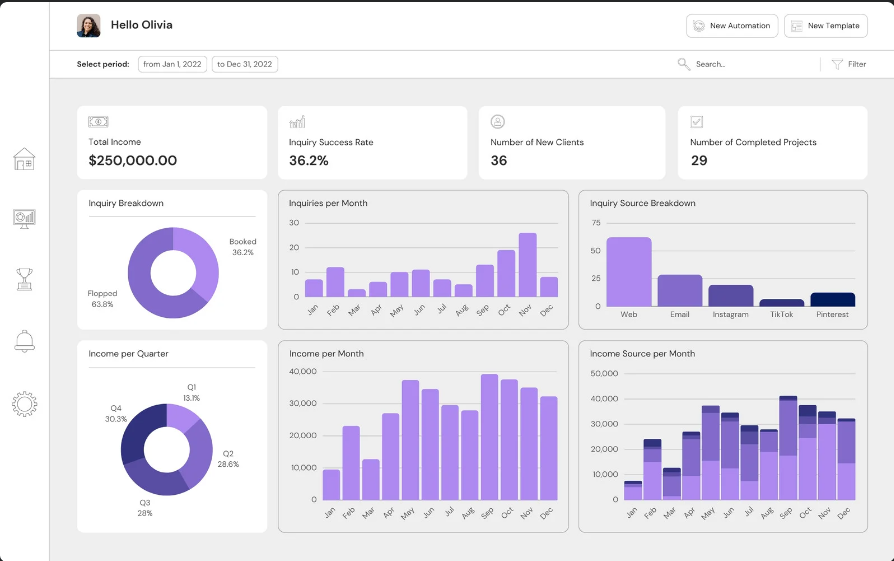 Hello Olivia
New Automation
New Template
Select period:
from Jan 1, 2022
to Dec 31, 2022
Search..
Filter
Total Income
$250,000.00
Inquiry Success Rate
36.2%
Number of New Clients
36
Number of Completed Projects
29
Inquiry Breakdown
Booked
36.2%
Flopped
63.8%
Inquiries per Month
30
20
10
0
Jan Feb Mar Apr May Jun Jul Aug Sep Oct Nov Dec
Inquiry Source Breakdown
75
50
25
0
Web Email Instagram TikTok Pinterest
Income per Quarter
Q1
13.1%
Q4
30.3%
Q2
28.6%
Q3
28%
Income per Month
40,000
30,000
20,000
10,000
0
Jan Feb Mar Apr May Jun Jul Aug Sep Oct Nov Dec
Income Source per Month
50,000
40,000
30,000
20,000
10,000
0
Jan Feb Mar Apr May Jun Jul Aug Sep Oct Nov Dec